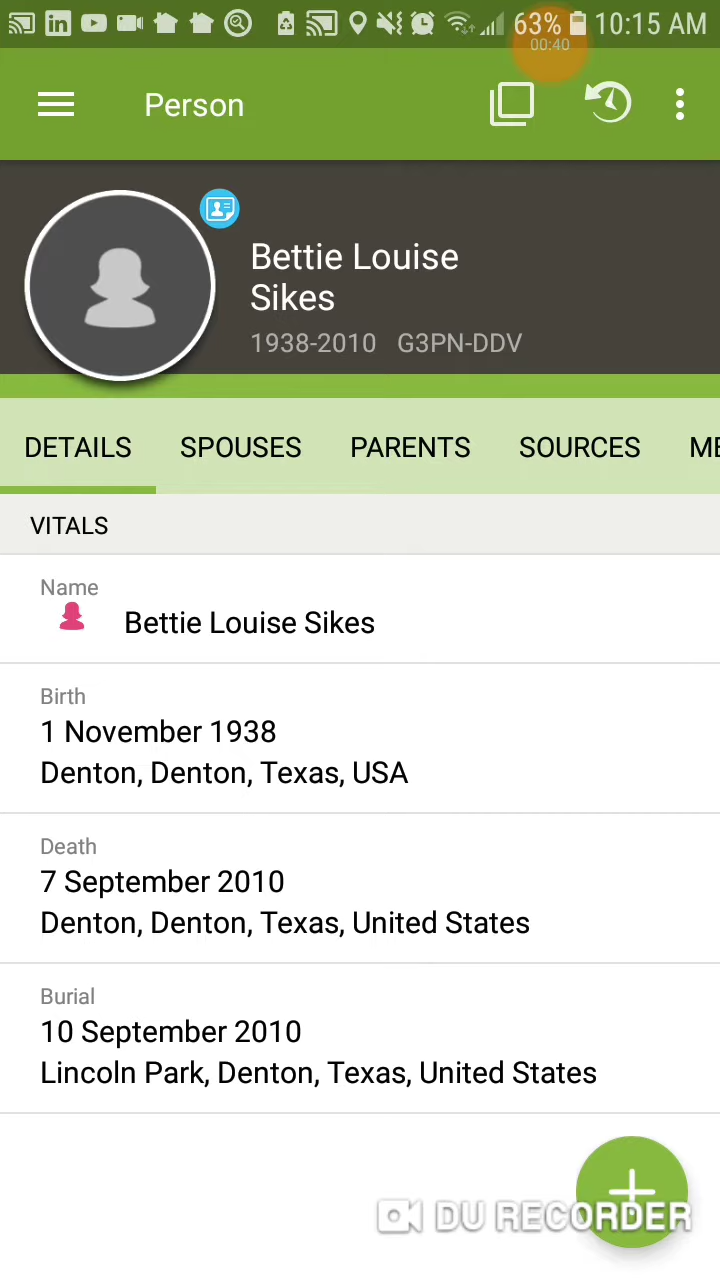 63% 10:15 AM
00:40
Person
Bettie Louise
Sikes
1938-2010 G3PN-DDV
DETAILS SPOUSES PARENTS SOURCES ME
VITALS
Name
Bettie Louise Sikes
Birth
1 November 1938
Denton, Denton, Texas, USA
Death
7 September 2010
Denton, Denton, Texas, United States
Burial
10 September 2010
Lincoln Park, Denton, Texas, United States
DU RECORDER